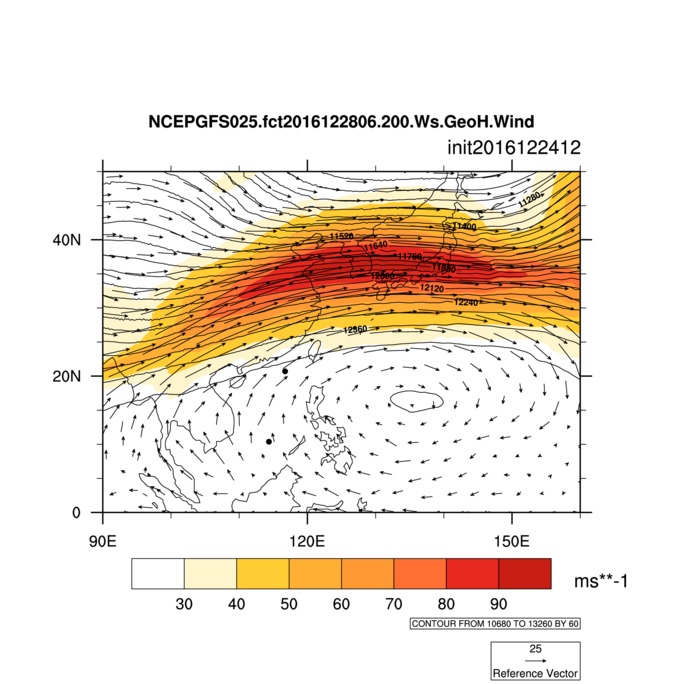 NCEPGFS025.fct2016122806.200.Ws.GeoH.Wind
init2016122412
40N
20N
0
11280
11400
11520
11640
11760
11880
12000
12120
12240
12360
90E
120E
150E
30 40 50 60 70 80 90
ms**-1
CONTOUR FROM 10680 TO 13260 BY 60
25
Reference Vector